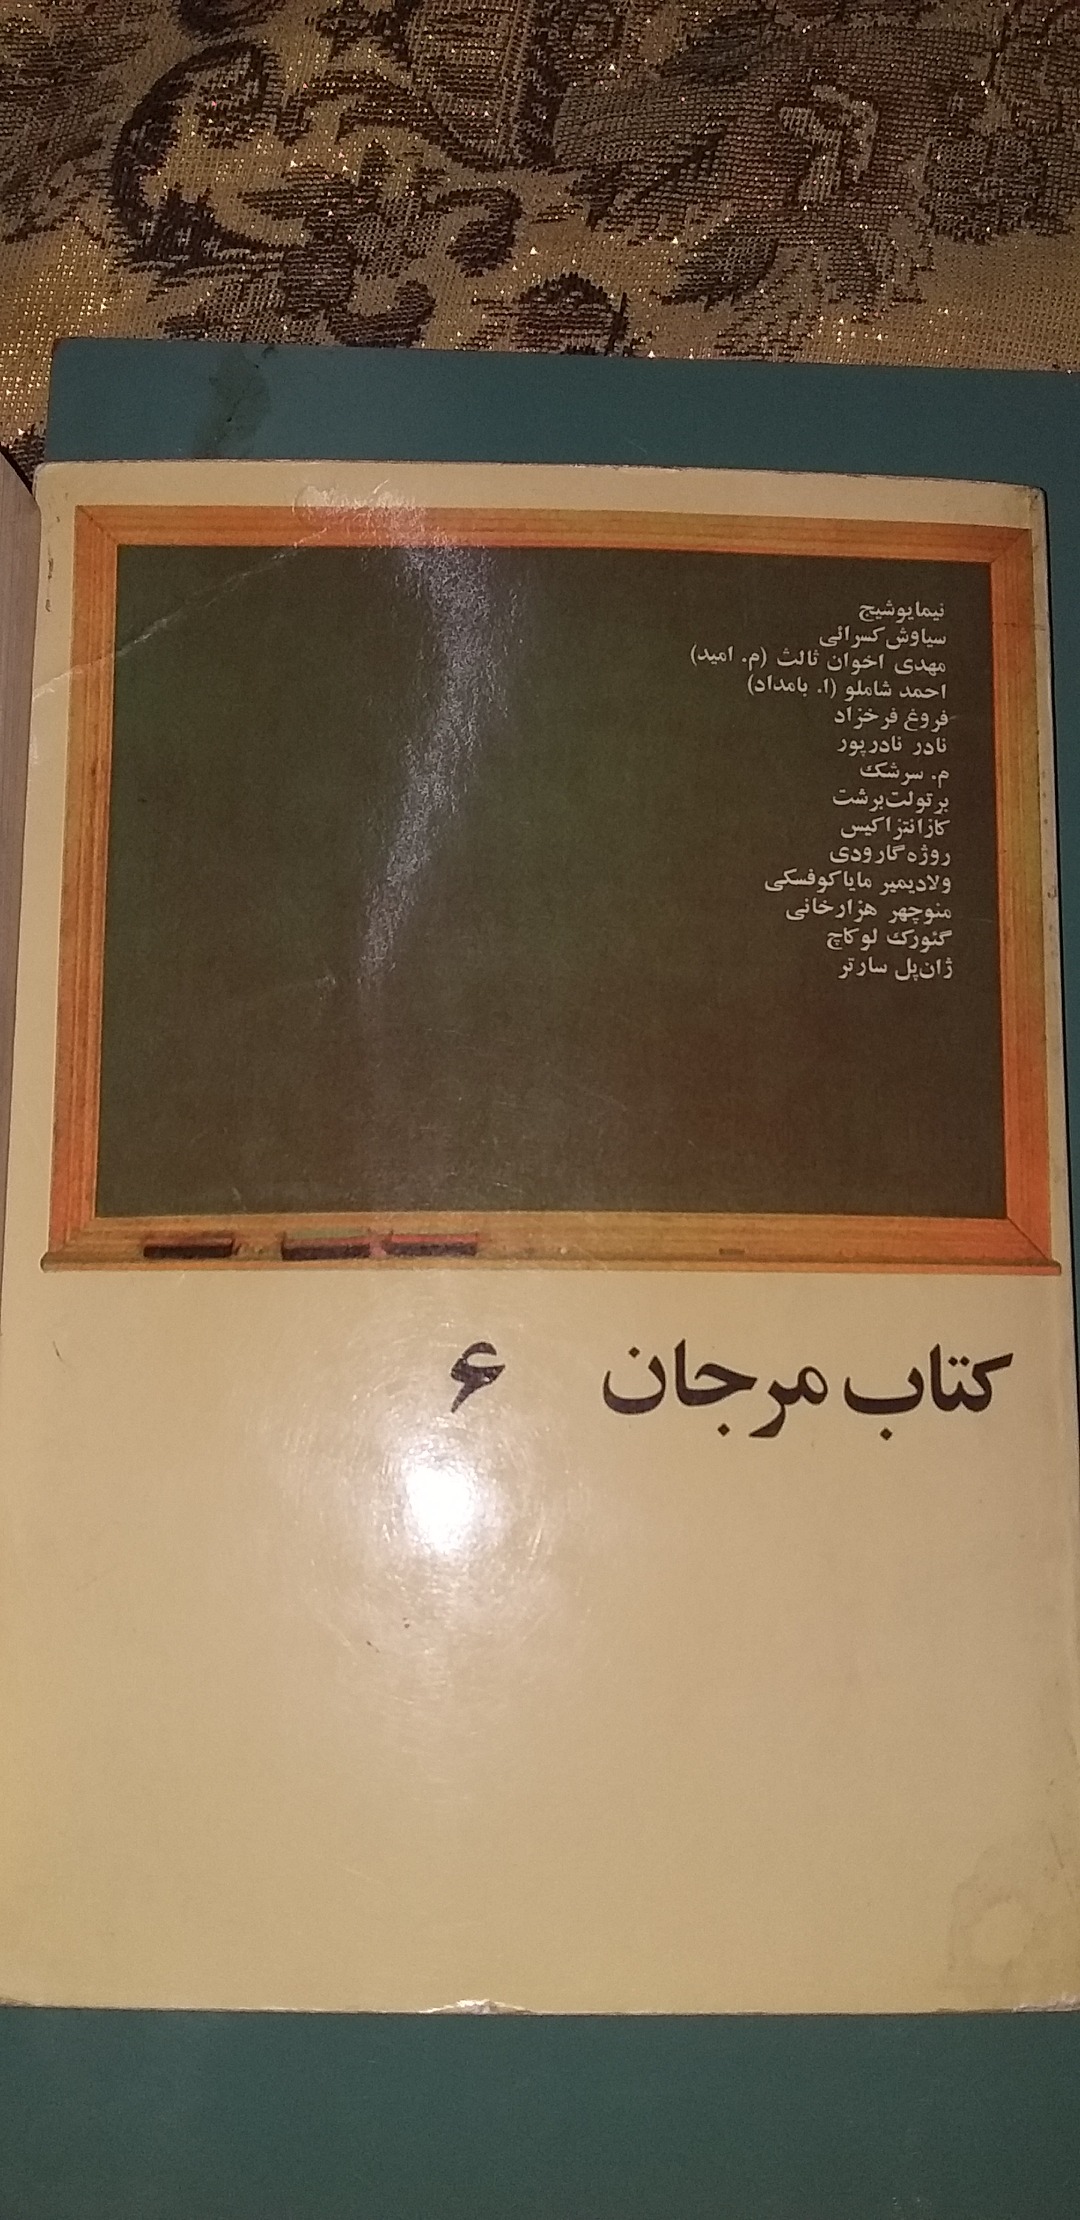 نیمایوشیج
سیاوش کسرائی
مهدی اخوان ثالث (م. امید)
احمد شاملو (ا. بامداد)
فروغ فرخزاد
نادر نادرپور
م. سرشک
برتولت برشت
کازانتزاکیس
روژه گارودی
ولادیمیر مایاکوفسکی
منوچهر هزارخانی
گئورک لوکاچ
ژان پل سارتر
کتاب مرجان ۶